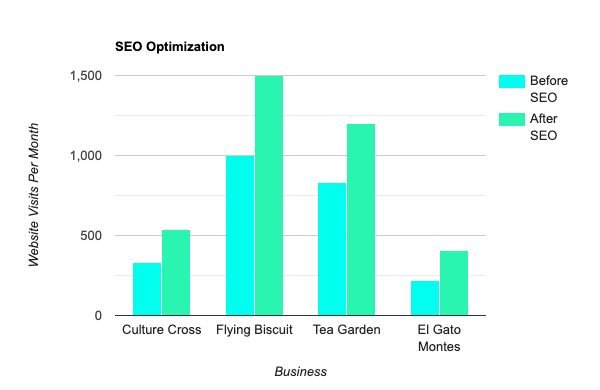 SEO Optimization
Website Visits Per Month
1,500
1,000
500
0
Culture Cross
Flying Biscuit
Tea Garden
El Gato
Montes
Business
Before
SEO
After
SEO